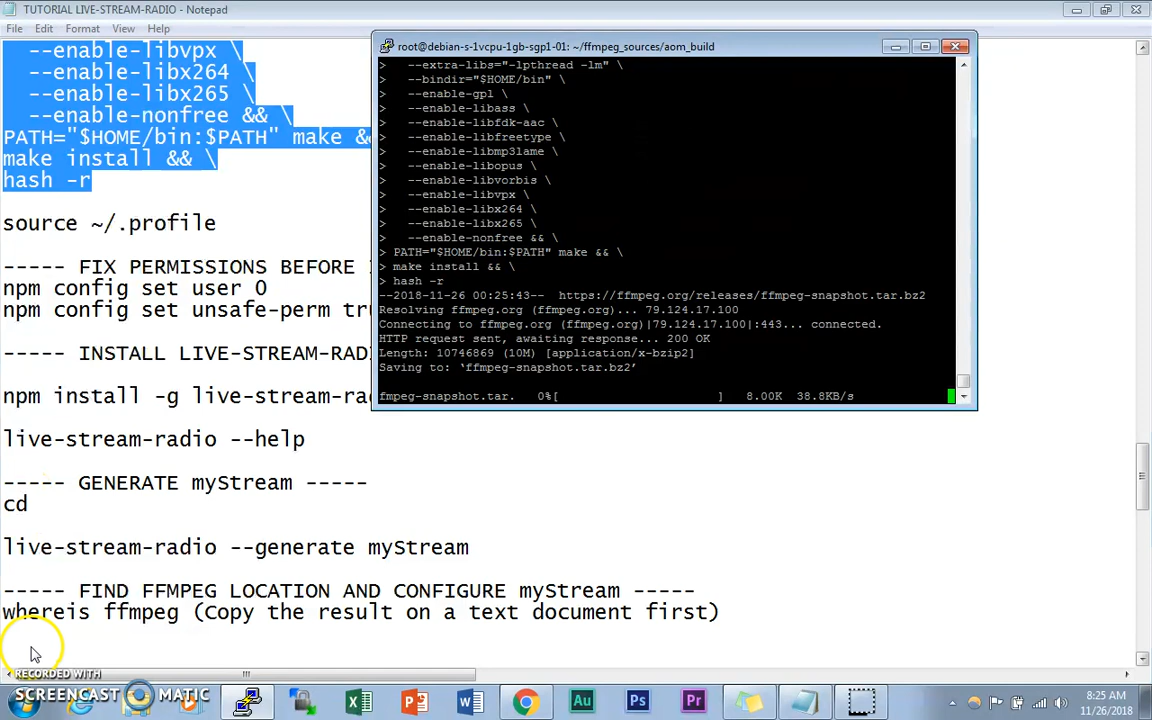 TUTORIAL LIVE-STREAM-RADIO - Notepad
File Edit Format View Help
--enable-libvpx \
--enable-libx264 \
--enable-libx265 \
--enable-nonfree && \
PATH="$HOME/bin:$PATH" make &&
make install && \
hash -r
source ~/.profile
----- FIX PERMISSIONS BEFORE
npm config set user 0
npm config set unsafe-perm tru
----- INSTALL LIVE-STREAM-RADI
npm install -g live-stream-ra
live-stream-radio --help
----- GENERATE myStream -----
cd
live-stream-radio --generate myStream
----- FIND FFMPEG LOCATION AND CONFIGURE myStream -----
whereis ffmpeg (Copy the result on a text document first)
root@debian-s-1vcpu-1gb-sgp1-01: ~/ffmpeg_sources/aom_build
> --extra-libs="-lpthread -lm" \
> --bindir="$HOME/bin" \
> --enable-gpl \
> --enable-libass \
> --enable-libfdk-aac \
> --enable-libfreetype \
> --enable-libmp3lame \
> --enable-libopus \
> --enable-libvorbis \
> --enable-libvpx \
> --enable-libx264 \
> --enable-libx265 \
> --enable-nonfree && \
> PATH="$HOME/bin:$PATH" make && \
> make install && \
> hash -r
--2018-11-26 00:25:43-- https://ffmpeg.org/releases/ffmpeg-snapshot.tar.bz2
Resolving ffmpeg.org (ffmpeg.org)... 79.124.17.100
Connecting to ffmpeg.org (ffmpeg.org)|79.124.17.100|:443... connected.
HTTP request sent, awaiting response... 200 OK
Length: 10746869 (10M) [application/x-bzip2]
Saving to: ‘ffmpeg-snapshot.tar.bz2’
fmpeg-snapshot.tar. 0%[ ] 8.00K 38.8KB/s
RECORDED WITH
SCREENCAST MATIC
Au
Ps
Pr
8:25 AM
11/26/2018